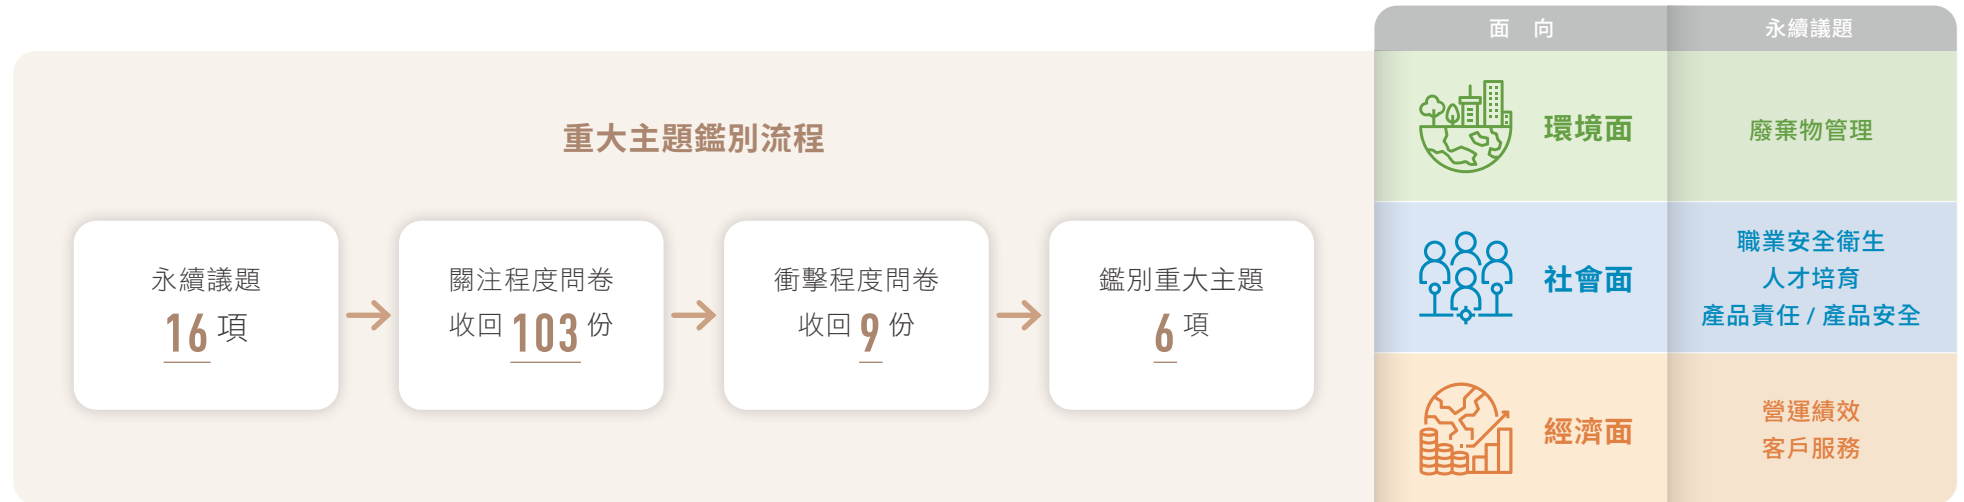 重大主題鑑別流程
永續議題
16 項
關注程度問卷
收回 103 份
衝擊程度問卷
收回 9 份
鑑別重大主題
6 項
面 向
永續議題
環境面
廢棄物管理
社會面
職業安全衛生
人才培育
產品責任 / 產品安全
經濟面
營運績效
客戶服務